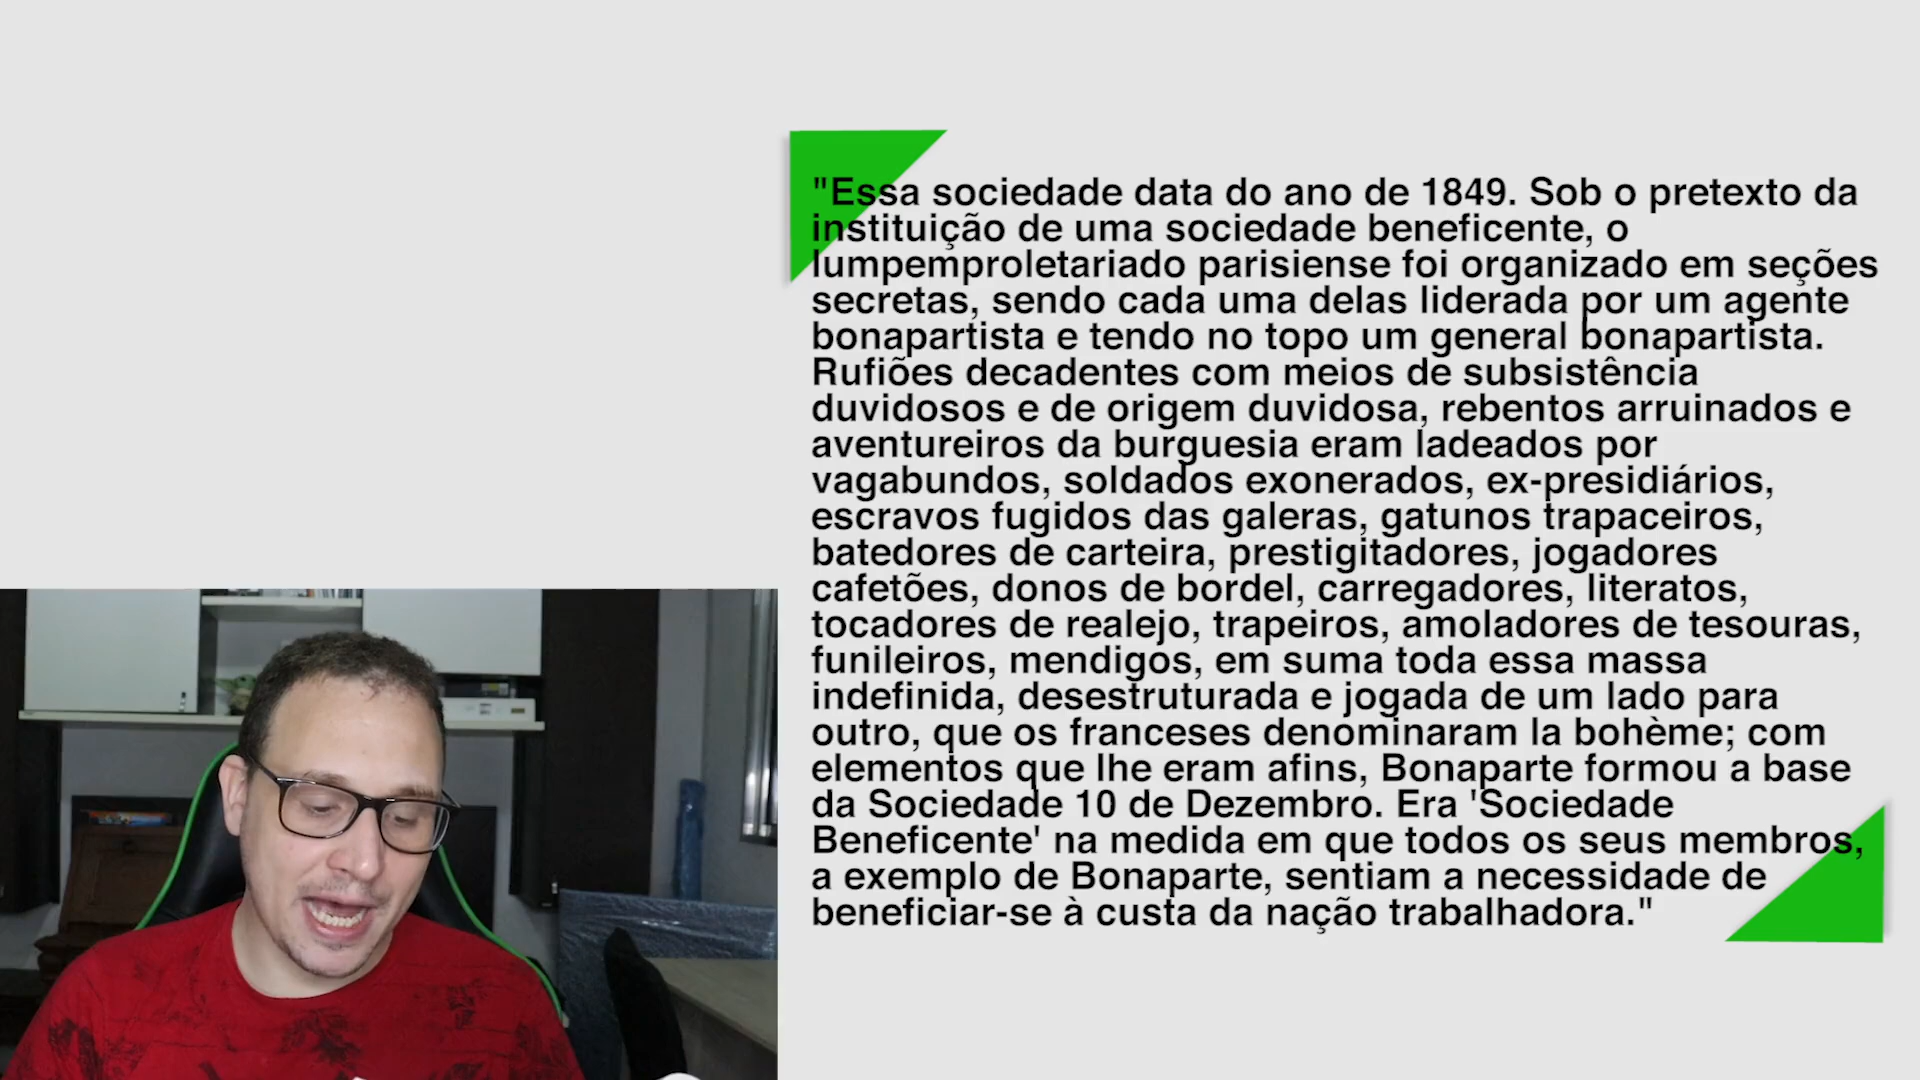 "Essa sociedade data do ano de 1849. Sob o pretexto da
instituição de uma sociedade beneficente, o
lumpemproletariado parisiense foi organizado em seções
secretas, sendo cada uma delas liderada por um agente
bonapartista e tendo no topo um general bonapartista.
Rufiões decadentes com meios de subsistência
duvidosos e de origem duvidosa, rebentos arruinados e
aventureiros da burguesia eram ladeados por
vagabundos, soldados exonerados, ex-presidiários,
escravos fugidos das galeras, gatunos trapaceiros,
batedores de carteira, prestigitadores, jogadores
cafetões, donos de bordel, carregadores, literatos,
tocadores de realejo, trapeiros, amoladores de tesouras,
funileiros, mendigos, em suma toda essa massa
indefinida, desestruturada e jogada de um lado para
outro, que os franceses denominaram la bohème; com
elementos que lhe eram afins, Bonaparte formou a base
da Sociedade 10 de Dezembro. Era 'Sociedade
Beneficente' na medida em que todos os seus membros,
a exemplo de Bonaparte, sentiam a necessidade de
beneficiar-se à custa da nação trabalhadora."